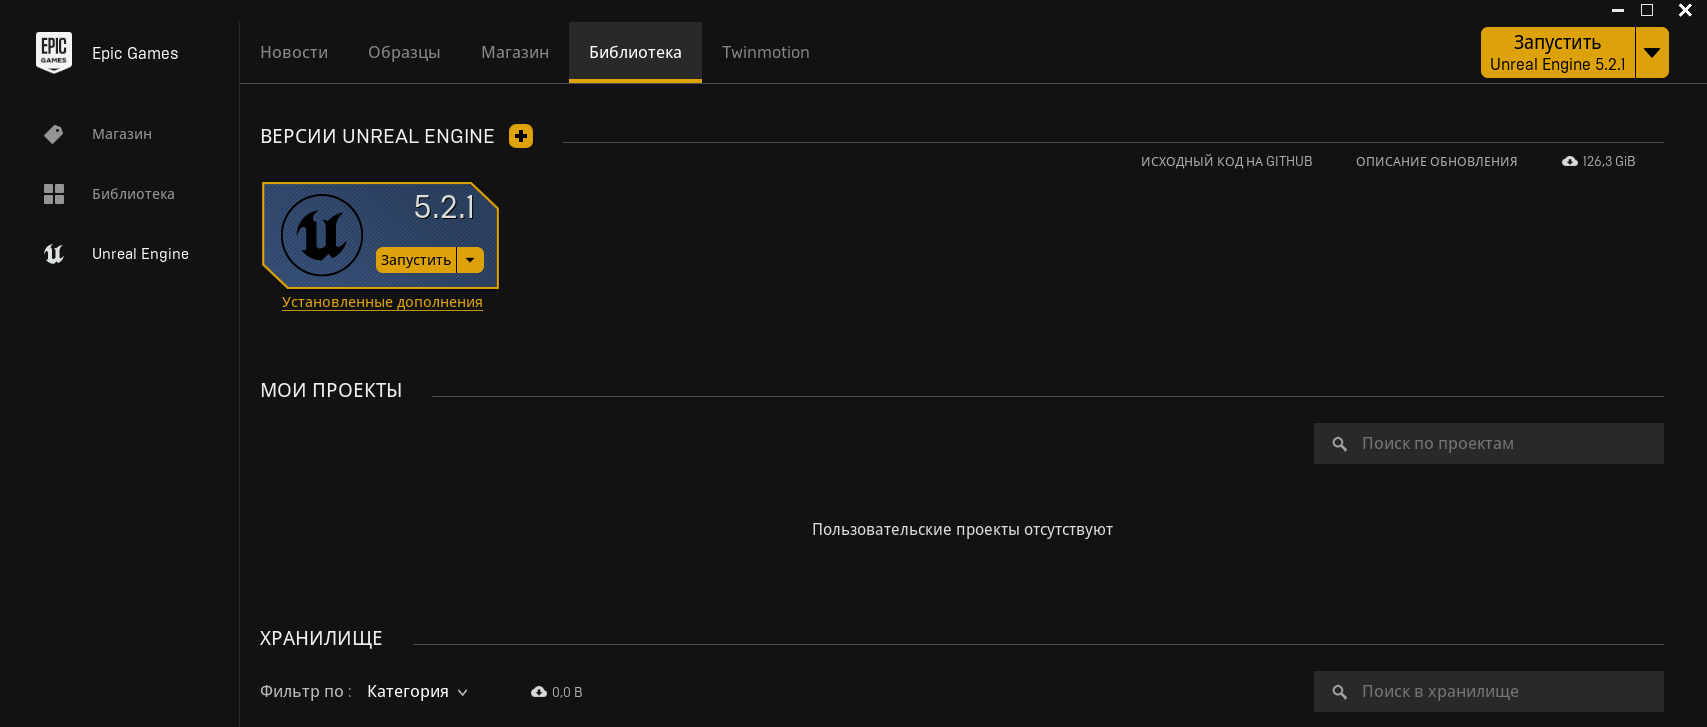 EPIC GAMES
Epic Games
Новости
Образцы
Магазин
Библиотека
Twinmotion
Запустить
Unreal Engine 5.2.1
Магазин
Библиотека
Unreal Engine
ВЕРСИИ UNREAL ENGINE
ИСХОДНЫЙ КОД НА GITHUB
ОПИСАНИЕ ОБНОВЛЕНИЯ
126,3 GiB
5.2.1
Запустить
Установленные дополнения
МОИ ПРОЕКТЫ
Поиск по проектам
Пользовательские проекты отсутствуют
ХРАНИЛИЩЕ
Фильтр по :
Категория
0,0 B
Поиск в хранилище